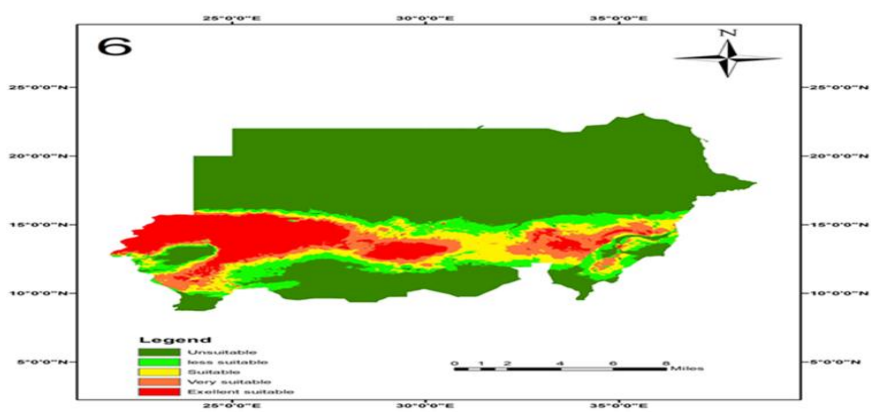 25°0'0"E 30°0'0"E 35°0'0"E
6
N
25°0'0"N 25°0'0"N
20°0'0"N 20°0'0"N
15°0'0"N 15°0'0"N
10°0'0"N 10°0'0"N
5°0'0"N 5°0'0"N
Legend
Unsuitable
less suitable
Suitable
Very suitable
Exellent suitable
0 1 2 4 6 8
Miles
25°0'0"E 30°0'0"E 35°0'0"E